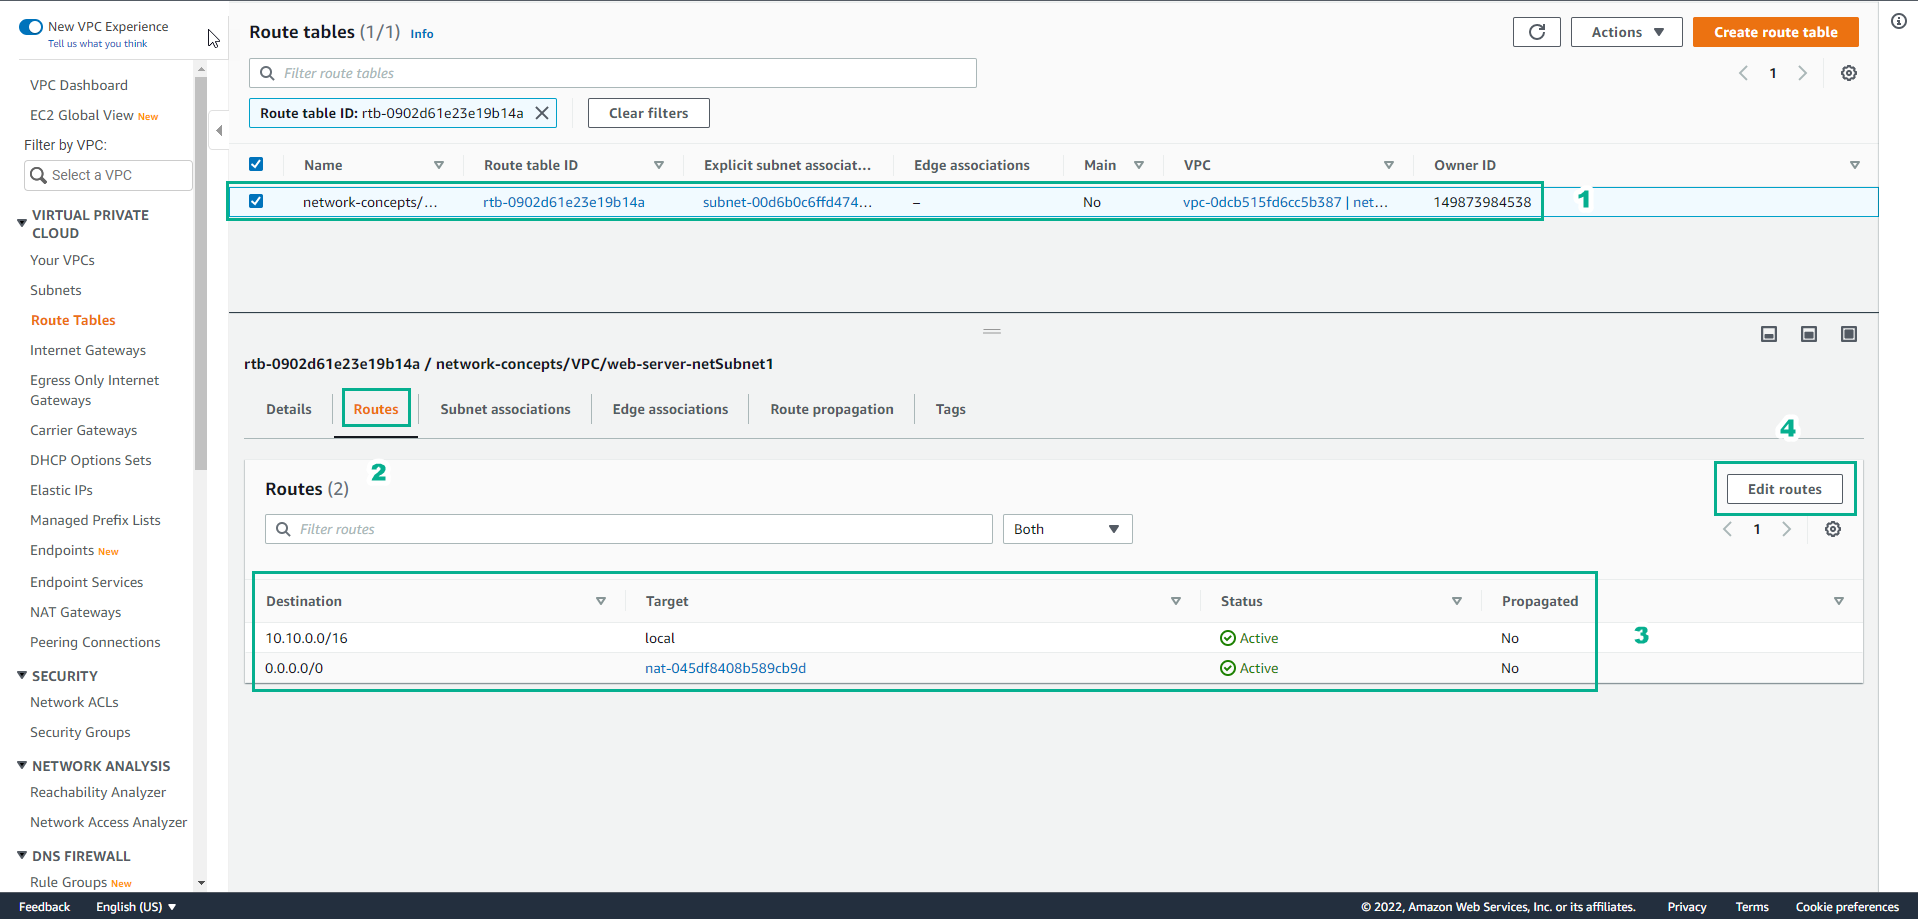 New VPC Experience
Tell us what you think
VPC Dashboard
EC2 Global View New
Filter by VPC:
Select a VPC
VIRTUAL PRIVATE
CLOUD
Your VPCs
Subnets
Route Tables
Internet Gateways
Egress Only Internet
Gateways
Carrier Gateways
DHCP Options Sets
Elastic IPs
Managed Prefix Lists
Endpoints New
Endpoint Services
NAT Gateways
Peering Connections
SECURITY
Network ACLs
Security Groups
NETWORK ANALYSIS
Reachability Analyzer
Network Access Analyzer
DNS FIREWALL
Rule Groups New
Route tables (1/1) Info
Actions
Create route table
Filter route tables
1
Route table ID: rtb-0902d61e23e19b14a
Clear filters
Name Route table ID Explicit subnet associat... Edge associations Main VPC Owner ID
network-concepts/... rtb-0902d61e23e19b14a subnet-00d6b0c6ffd474... – No vpc-0dcb515fd6cc5b387 | net... 149873984538
1
rtb-0902d61e23e19b14a / network-concepts/VPC/web-server-netSubnet1
Details Routes Subnet associations Edge associations Route propagation Tags
4
2
Routes (2)
Edit routes
Filter routes
Both
1
Destination Target Status Propagated
10.10.0.0/16 local Active No
3
0.0.0.0/0 nat-045df8408b589cb9d Active No
Feedback English (US) © 2022, Amazon Web Services, Inc. or its affiliates. Privacy Terms Cookie preferences